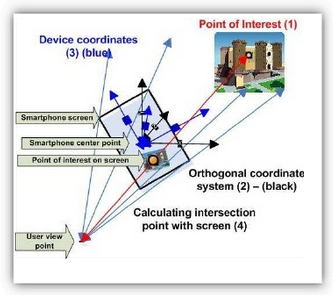 Point of Interest (1)
Device coordinates
(3) (blue)
Smartphone screen
Smartphone center point
Point of interest on screen
Orthogonal coordinate
system (2) – (black)
Calculating intersection
point with screen (4)
User view
point